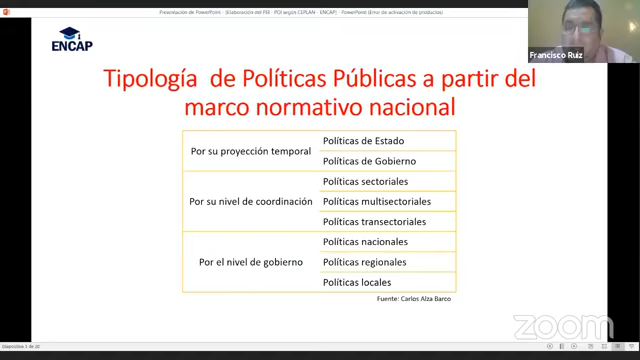 Presentación de PowerPoint - [Elaboración del PEI - POI según CEPLAN - ENCAP] - PowerPoint (Error de activación de productos)
ENCAP
Francisco Ruiz
Tipología de Políticas Públicas a partir del
marco normativo nacional
Por su proyección temporal
Políticas de Estado
Políticas de Gobierno
Por su nivel de coordinación
Políticas sectoriales
Políticas multisectoriales
Políticas transectoriales
Por el nivel de gobierno
Políticas nacionales
Políticas regionales
Políticas locales
Fuente: Carlos Alza Barco
zoom